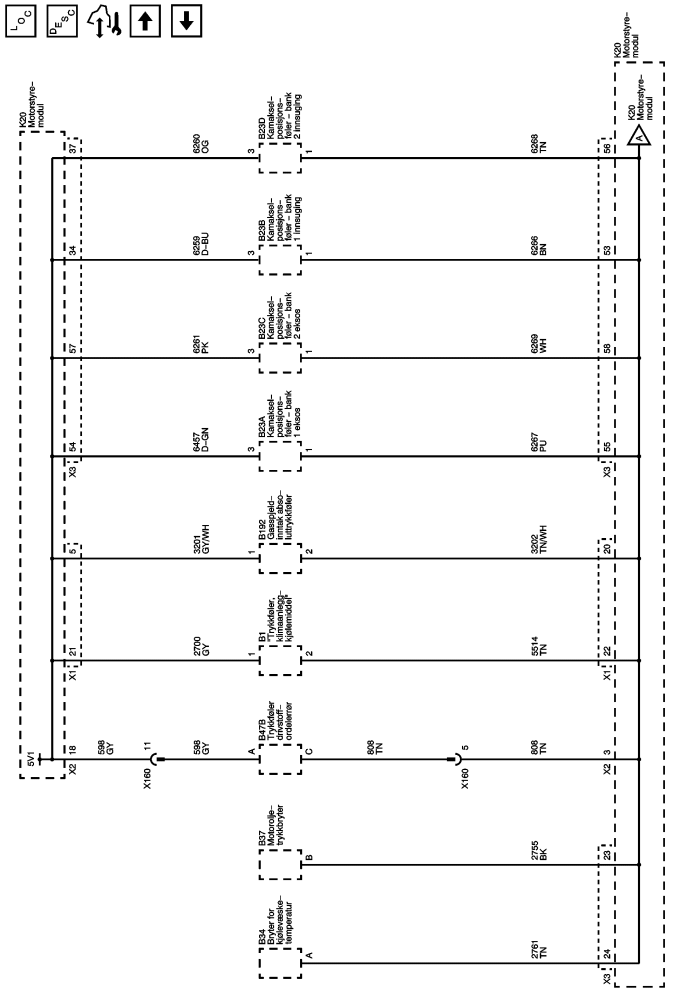 LOC
DESC
K20
Motorstyre–
modul
K20
Motorstyre–
modul
K20
Motorstyre–
modul
A
37
6260
OG
3
B23D
Kamaksel–
posisjons–
føler – bank
2 innsuging
1
6268
TN
56
34
6259
D–BU
3
B23B
Kamaksel–
posisjons–
føler – bank
1 innsuging
1
6266
BN
53
57
6261
PK
3
B23C
Kamaksel–
posisjons–
føler – bank
2 eksos
1
6269
WH
58
X3
54
6457
D–GN
3
B23A
Kamaksel–
posisjons–
føler – bank
1 eksos
1
6267
PU
X3
55
5
3201
GY/WH
1
B192
Gasspjeld–
inntak abso–
luttrykkføler
2
3202
TN/WH
20
X1
21
2700
GY
1
B1
"Trykkføler,
klimaanlegg–
kjølemiddel"
2
5514
TN
X1
22
5V1
X2
18
598
GY
X160
11
598
GY
A
B47B
Trykkføler
drivstoff–
fordelerrør
C
808
TN
X160
5
808
TN
X2
3
B37
Motorolje–
trykkbryter
B
2755
BK
23
B34
Bryter for
kjølevæske–
temperatur
A
2761
TN
X3
24